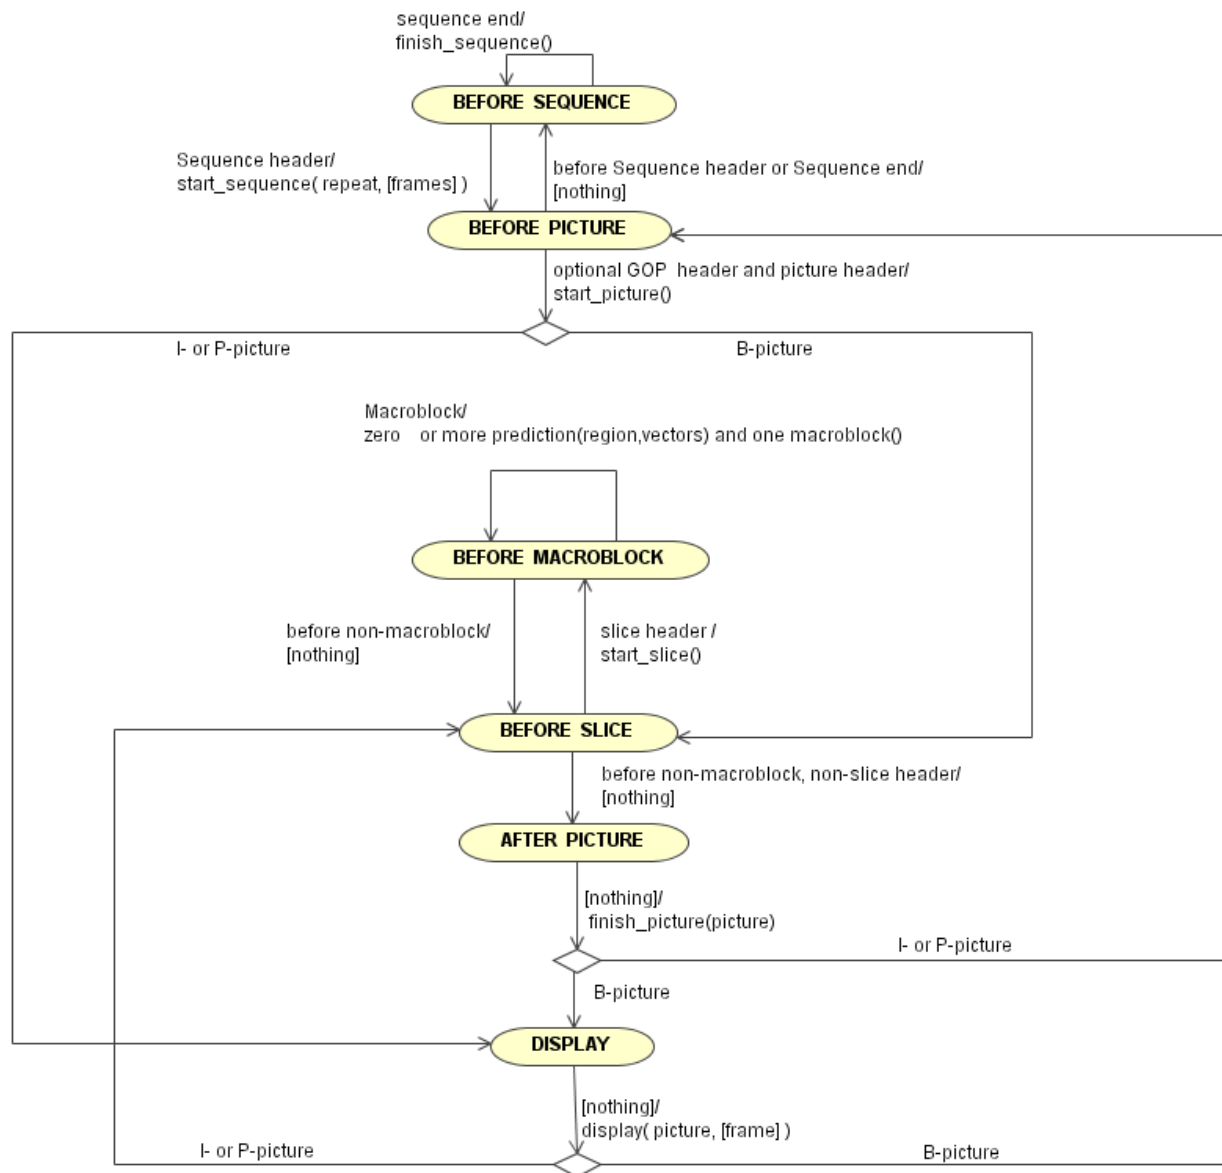 sequence end/
finish_sequence()
BEFORE SEQUENCE
Sequence header/
start_sequence( repeat, [frames] )
before Sequence header or Sequence end/
[nothing]
BEFORE PICTURE
optional GOP header and picture header/
start_picture()
I- or P-picture
B-picture
Macroblock/
zero or more prediction(region,vectors) and one macroblock()
BEFORE MACROBLOCK
before non-macroblock/
[nothing]
slice header /
start_slice()
BEFORE SLICE
before non-macroblock, non-slice header/
[nothing]
AFTER PICTURE
[nothing]/
finish_picture(picture)
I- or P-picture
B-picture
DISPLAY
[nothing]/
display( picture, [frame] )
I- or P-picture
B-picture